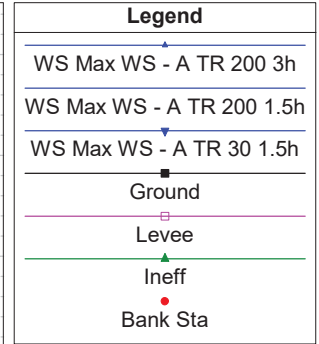 Legend
WS Max WS - A TR 200 3h
WS Max WS - A TR 200 1.5h
WS Max WS - A TR 30 1.5h
Ground
Levee
Ineff
Bank Sta